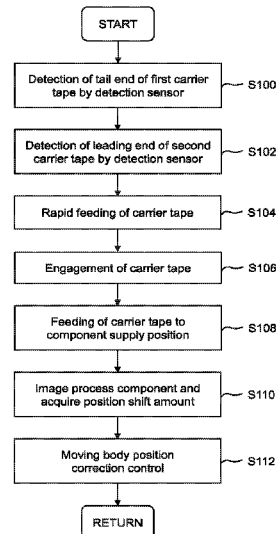 START
Detection of tail end of first carrier
tape by detection sensor
S100
Detection of leading end of second
carrier tape by detection sensor
S102
Rapid feeding of carrier tape
S104
Engagement of carrier tape
S106
Feeding of carrier tape to
component supply position
S108
Image process component and
acquire position shift amount
S110
Moving body position
correction control
S112
RETURN